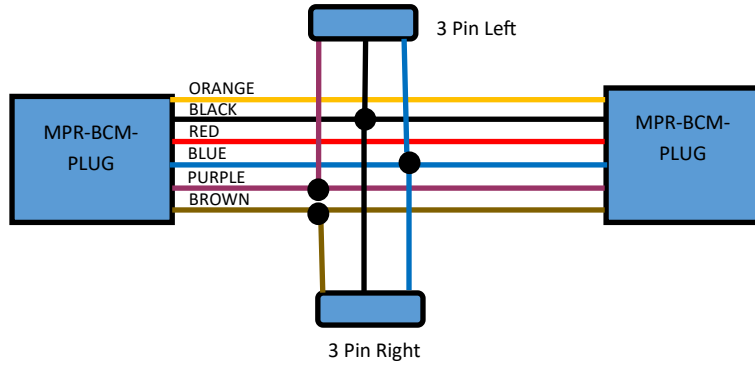 3 Pin Left
ORANGE
BLACK
RED
BLUE
PURPLE
BROWN
MPR-BCM-
PLUG
MPR-BCM-
PLUG
3 Pin Right